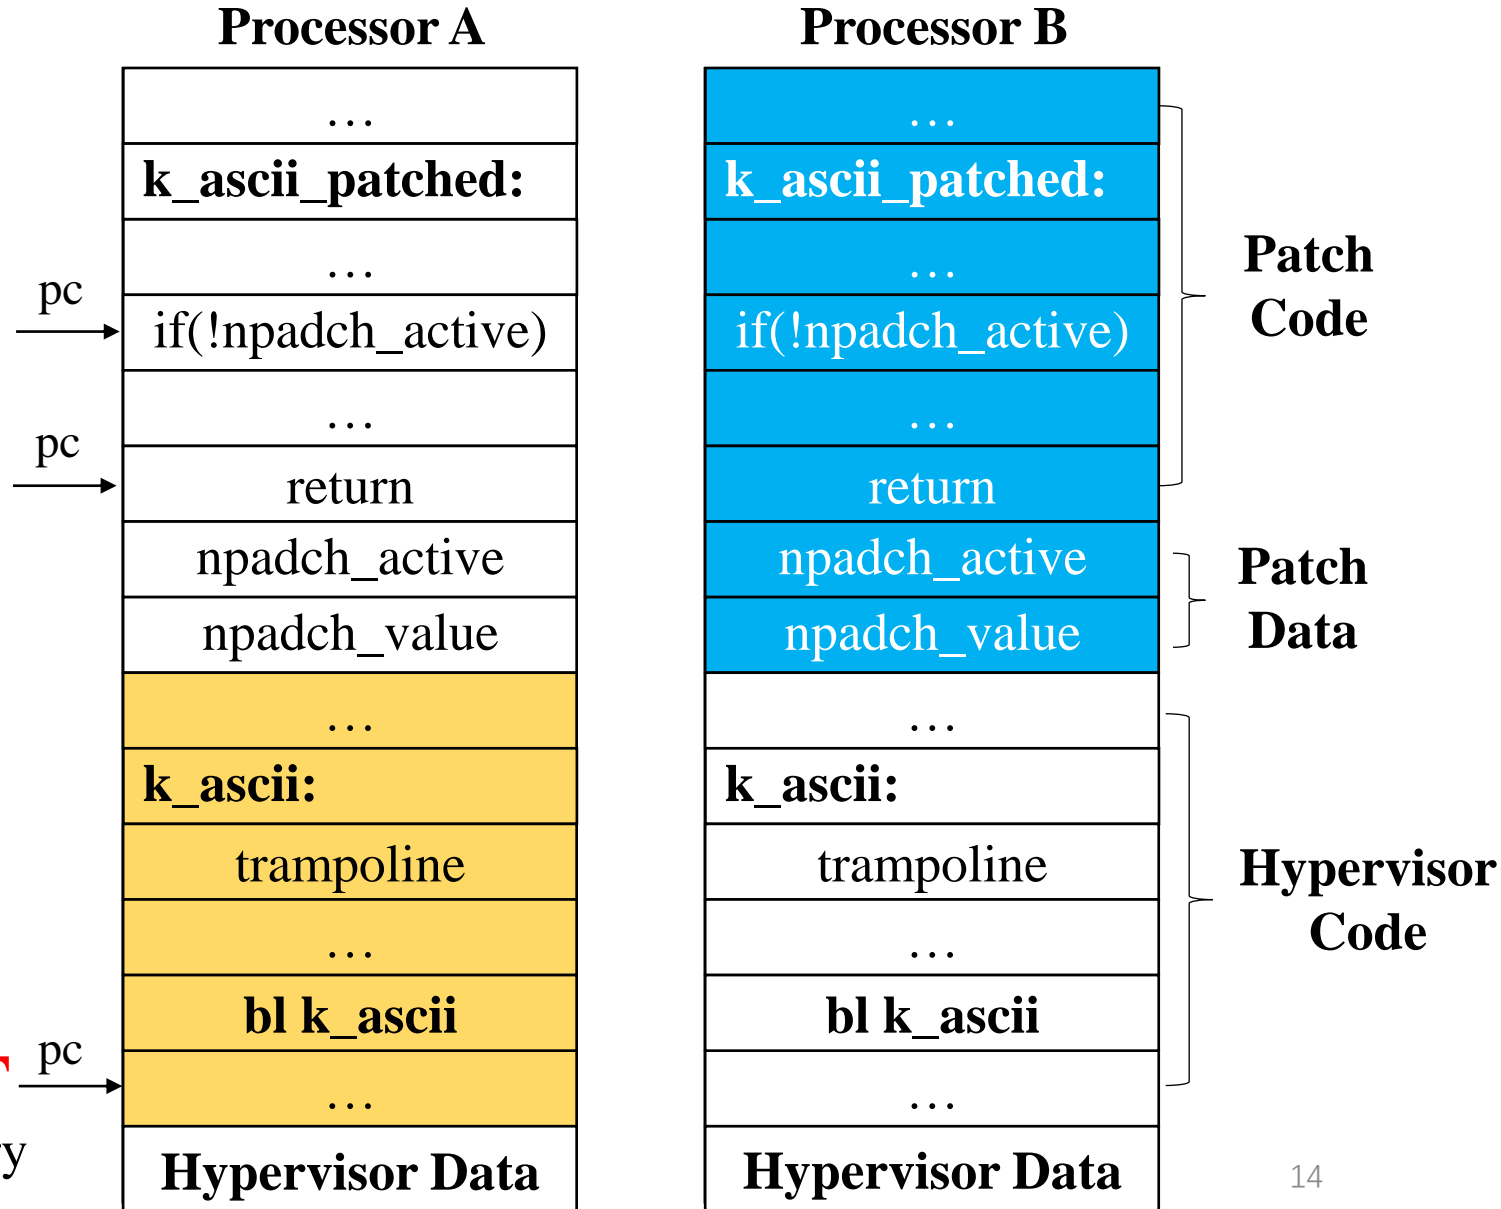 Processor A
Processor B
…
k_ascii_patched:
…
pc
if(!npadch_active)
…
pc
return
npadch_active
npadch_value
…
k_ascii:
trampoline
…
bl k_ascii
pc
…
Hypervisor Data
…
k_ascii_patched:
…
if(!npadch_active)
…
return
npadch_active
npadch_value
…
k_ascii:
trampoline
…
bl k_ascii
…
Hypervisor Data
Patch
Code
Patch
Data
Hypervisor
Code
ry
14